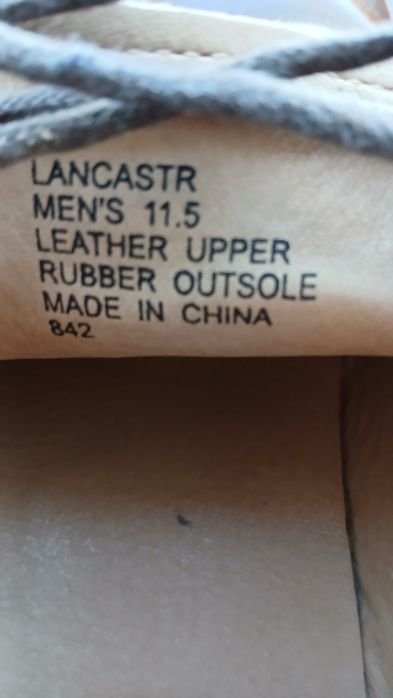 LANCASTR
MEN'S 11.5
LEATHER UPPER
RUBBER OUTSOLE
MADE IN CHINA
842